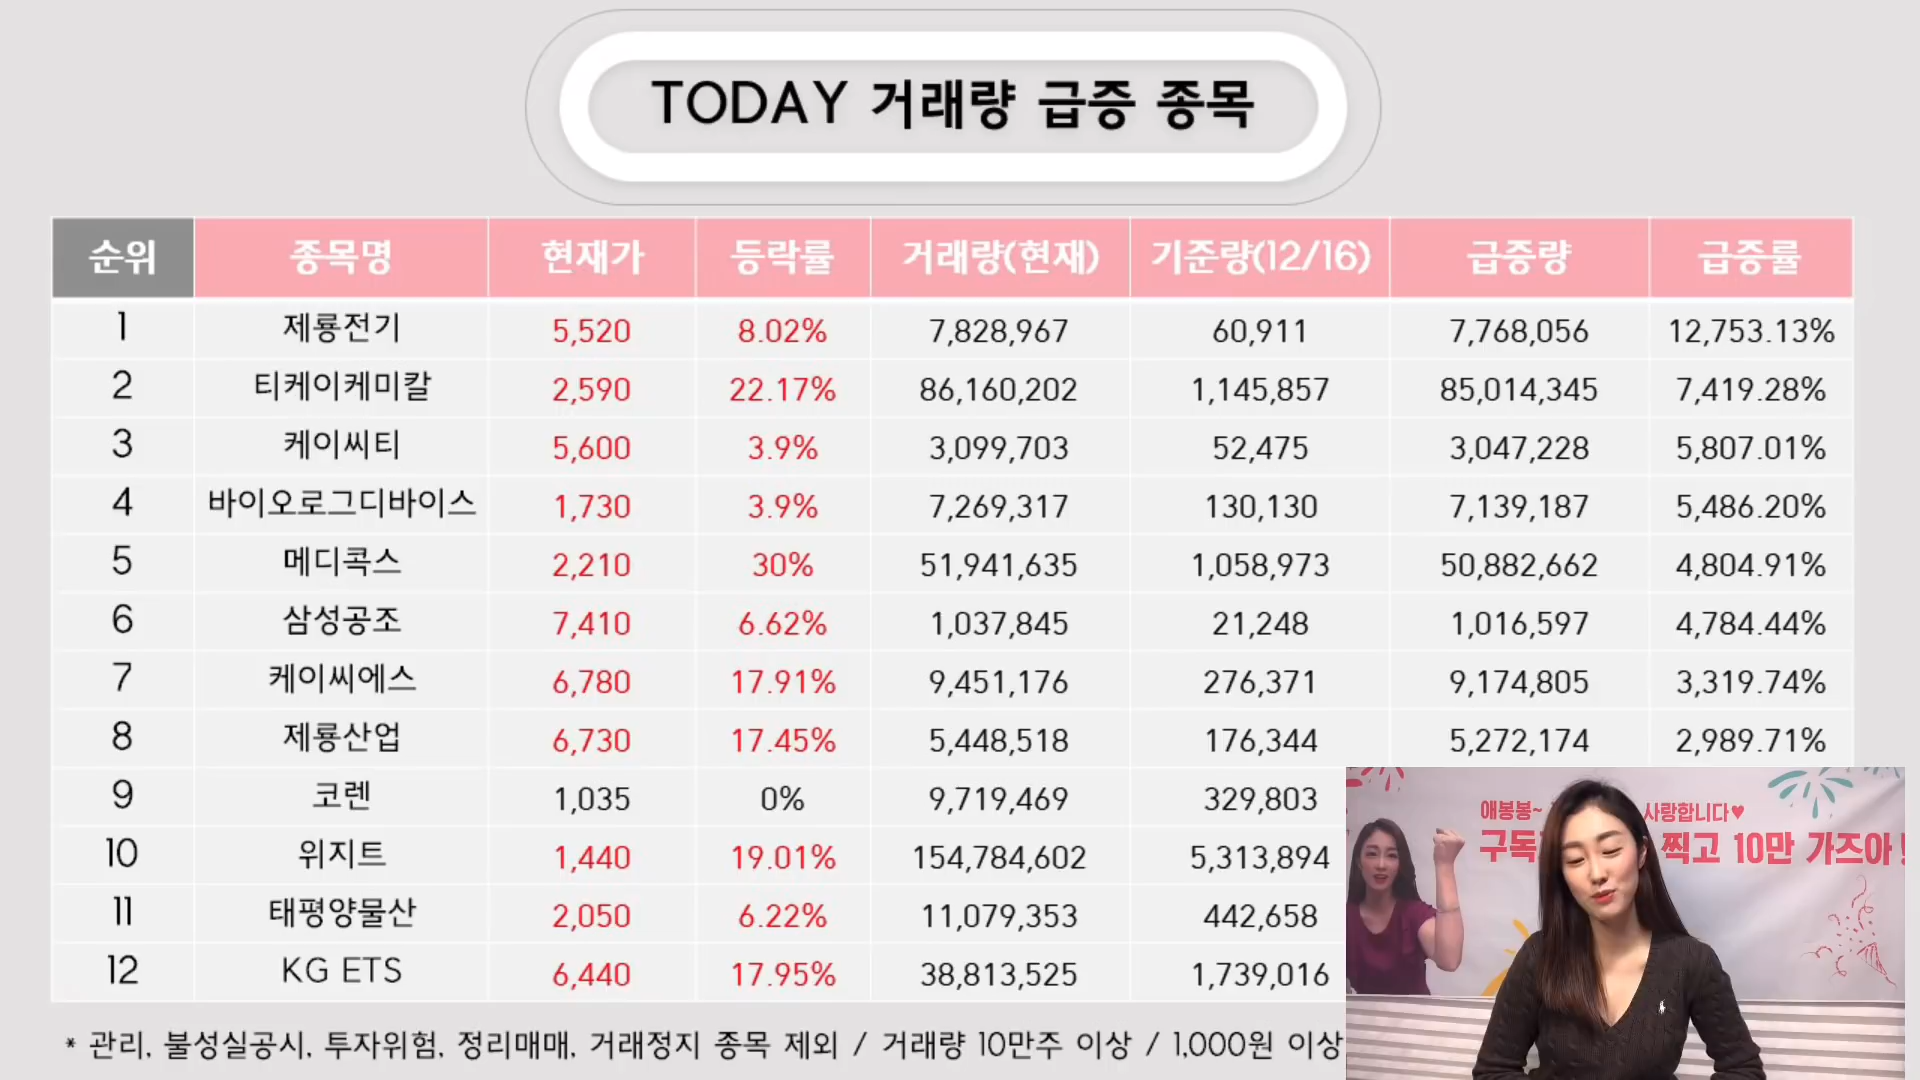 TODAY 거래량 급증 종목
순위 종목명 현재가 등락률 거래량(현재) 기준량(12/16) 급증량 급증률
1 제룡전기 5,520 8.02% 7,828,967 60,911 7,768,056 12,753.13%
2 티케이케미칼 2,590 22.17% 86,160,202 1,145,857 85,014,345 7,419.28%
3 케이씨티 5,600 3.9% 3,099,703 52,475 3,047,228 5,807.01%
4 바이오로그디바이스 1,730 3.9% 7,269,317 130,130 7,139,187 5,486.20%
5 메디콕스 2,210 30% 51,941,635 1,058,973 50,882,662 4,804.91%
6 삼성공조 7,410 6.62% 1,037,845 21,248 1,016,597 4,784.44%
7 케이씨에스 6,780 17.91% 9,451,176 276,371 9,174,805 3,319.74%
8 제룡산업 6,730 17.45% 5,448,518 176,344 5,272,174 2,989.71%
9 코렌 1,035 0% 9,719,469 329,803
10 위지트 1,440 19.01% 154,784,602 5,313,894
11 태평양물산 2,050 6.22% 11,079,353 442,658
12 KG ETS 6,440 17.95% 38,813,525 1,739,016
* 관리, 불성실공시, 투자위험, 정리매매, 거래정지 종목 제외 / 거래량 10만주 이상 / 1,000원 이상
애봉봉~ 사랑합니다♥
구독 찍고 10만 가즈아!